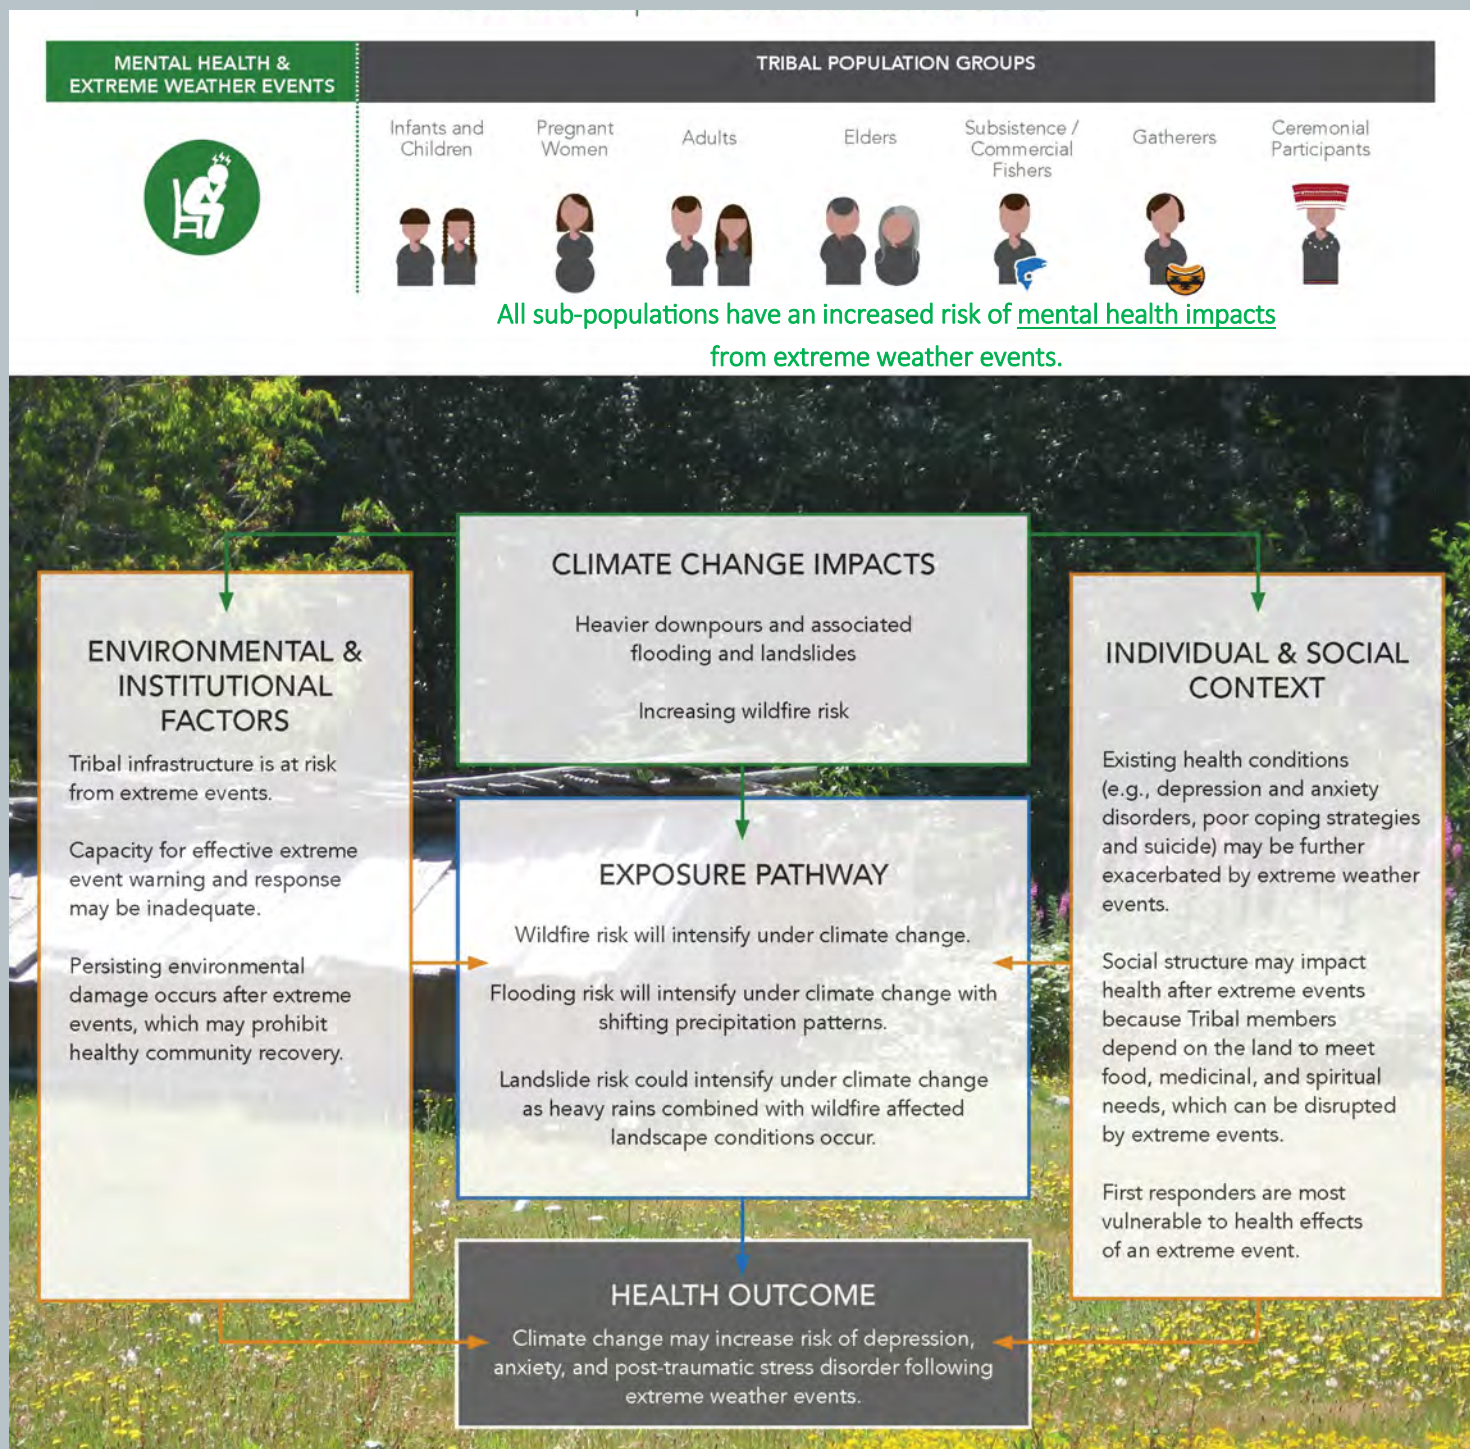 MENTAL HEALTH &
EXTREME WEATHER EVENTS
TRIBAL POPULATION GROUPS
Infants and
Children
Pregnant
Women
Adults
Elders
Subsistence /
Commercial
Fishers
Gatherers
Ceremonial
Participants
All sub-populations have an increased risk of mental health impacts
from extreme weather events.
CLIMATE CHANGE IMPACTS
Heavier downpours and associated
flooding and landslides
Increasing wildfire risk
ENVIRONMENTAL &
INSTITUTIONAL
FACTORS
Tribal infrastructure is at risk
from extreme events.
Capacity for effective extreme
event warning and response
may be inadequate.
Persisting environmental
damage occurs after extreme
events, which may prohibit
healthy community recovery.
EXPOSURE PATHWAY
Wildfire risk will intensify under climate change.
Flooding risk will intensify under climate change with
shifting precipitation patterns.
Landslide risk could intensify under climate change
as heavy rains combined with wildfire affected
landscape conditions occur.
INDIVIDUAL & SOCIAL
CONTEXT
Existing health conditions
(e.g., depression and anxiety
disorders, poor coping strategies
and suicide) may be further
exacerbated by extreme weather
events.
Social structure may impact
health after extreme events
because Tribal members
depend on the land to meet
food, medicinal, and spiritual
needs, which can be disrupted
by extreme events.
First responders are most
vulnerable to health effects
of an extreme event.
HEALTH OUTCOME
Climate change may increase risk of depression,
anxiety, and post-traumatic stress disorder following
extreme weather events.